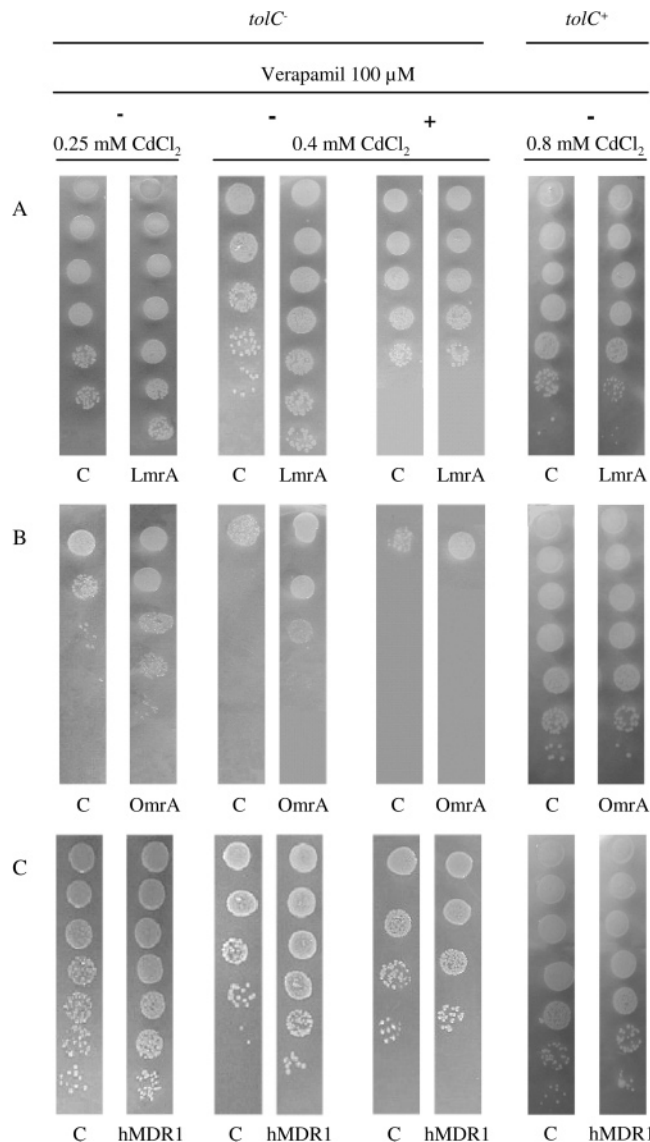 tolC- tolC+
Verapamil 100 µM
- - + -
0.25 mM CdCl2 0.4 mM CdCl2 0.8 mM CdCl2
A
C LmrA C LmrA C LmrA C LmrA
B
C OmrA C OmrA C OmrA C OmrA
C
C hMDR1 C hMDR1 C hMDR1 C hMDR1